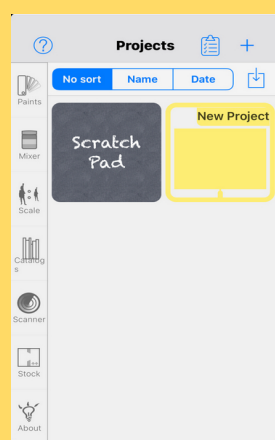 ?
Projects
+
No sort Name Date
Paints
Scratch
Pad
New Project
Mixer
Scale
Catalog
s
Scanner
Stock
About